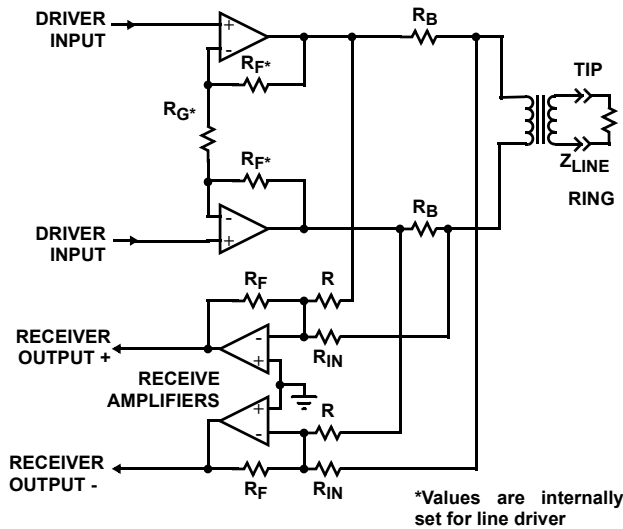 DRIVER
INPUT
+
-
RB
RF*
TIP
RG*
RF*
ZLINE
RB
RING
-
+
DRIVER
INPUT
RF
R
RECEIVER
OUTPUT +
-
+
RIN
RECEIVE
AMPLIFIERS
R
+
-
RECEIVER
OUTPUT -
RF
RIN
*Values are internally
set for line driver